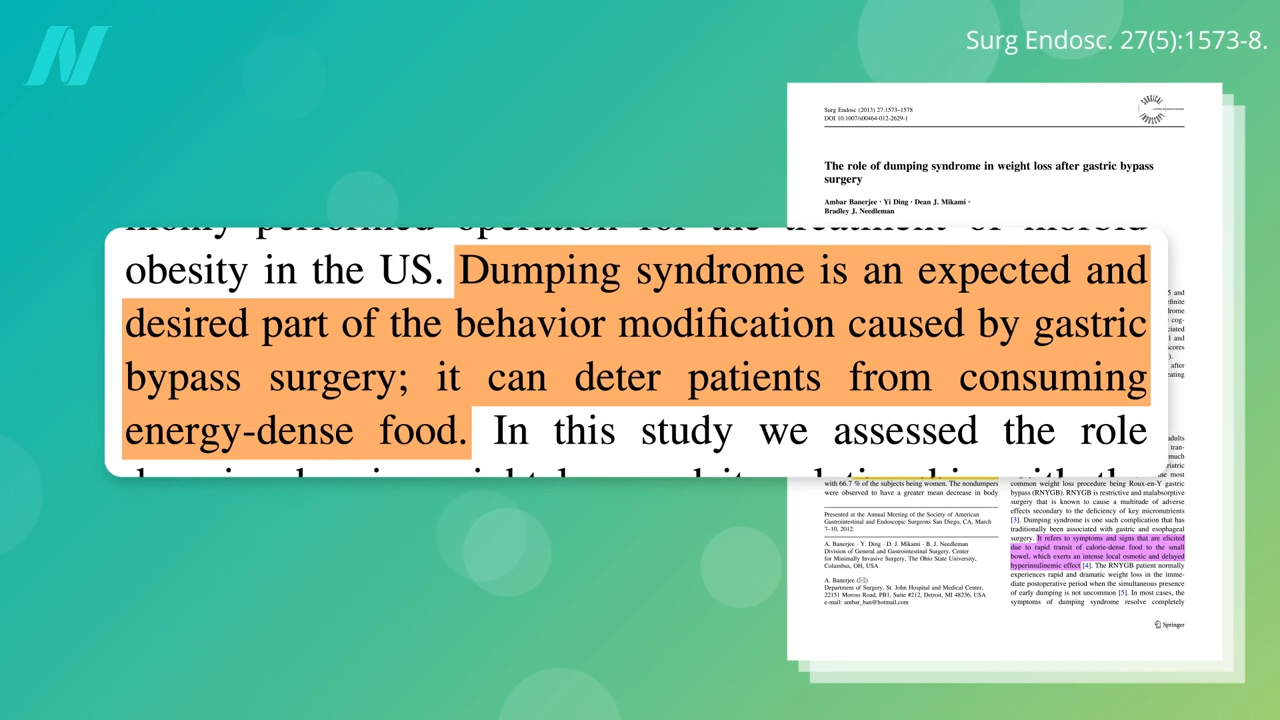 Surg Endosc. 27(5):1573-8.
Surg Endosc (2013) 27:1573–1578
DOI 10.1007/s00464-012-2629-1
The role of dumping syndrome in weight loss after gastric bypass
surgery
Ambar Banerjee · Yi Ding · Dean J. Mikami ·
Bradley J. Needleman
obesity in the US. Dumping syndrome is an expected and
desired part of the behavior modification caused by gastric
bypass surgery; it can deter patients from consuming
energy-dense food. In this study we assessed the role
with 66.7 % of the subjects being women. The nondumpers
were observed to have a greater mean decrease in body
Presented at the Annual Meeting of the Society of American
Gastrointestinal and Endoscopic Surgeons San Diego, CA, March
7–10, 2012.
A. Banerjee · Y. Ding · D. J. Mikami · B. J. Needleman
Division of General and Gastrointestinal Surgery, Center
for Minimally Invasive Surgery, The Ohio State University,
Columbus, OH, USA
A. Banerjee
Department of Surgery, St. John Hospital and Medical Center,
22151 Moross Road, PB1, Suite #212, Detroit, MI 48236, USA
e-mail: ambar_ban@hotmail.com
common weight loss procedure being Roux-en-Y gastric
bypass (RNYGB). RNYGB is restrictive and malabsorptive
surgery that is known to cause a multitude of adverse
effects secondary to the deficiency of key micronutrients
[3]. Dumping syndrome is one such complication that has
traditionally been associated with gastric and esophageal
surgery. It refers to symptoms and signs that are elicited
due to rapid transit of calorie-dense food to the small
bowel, which exerts an intense local osmotic and delayed
hyperinsulinemic effect [4]. The RNYGB patient normally
experiences rapid and dramatic weight loss in the imme-
diate postoperative period when the simultaneous presence
of early dumping is not uncommon [5]. In most cases, the
symptoms of dumping syndrome resolve completely
Springer